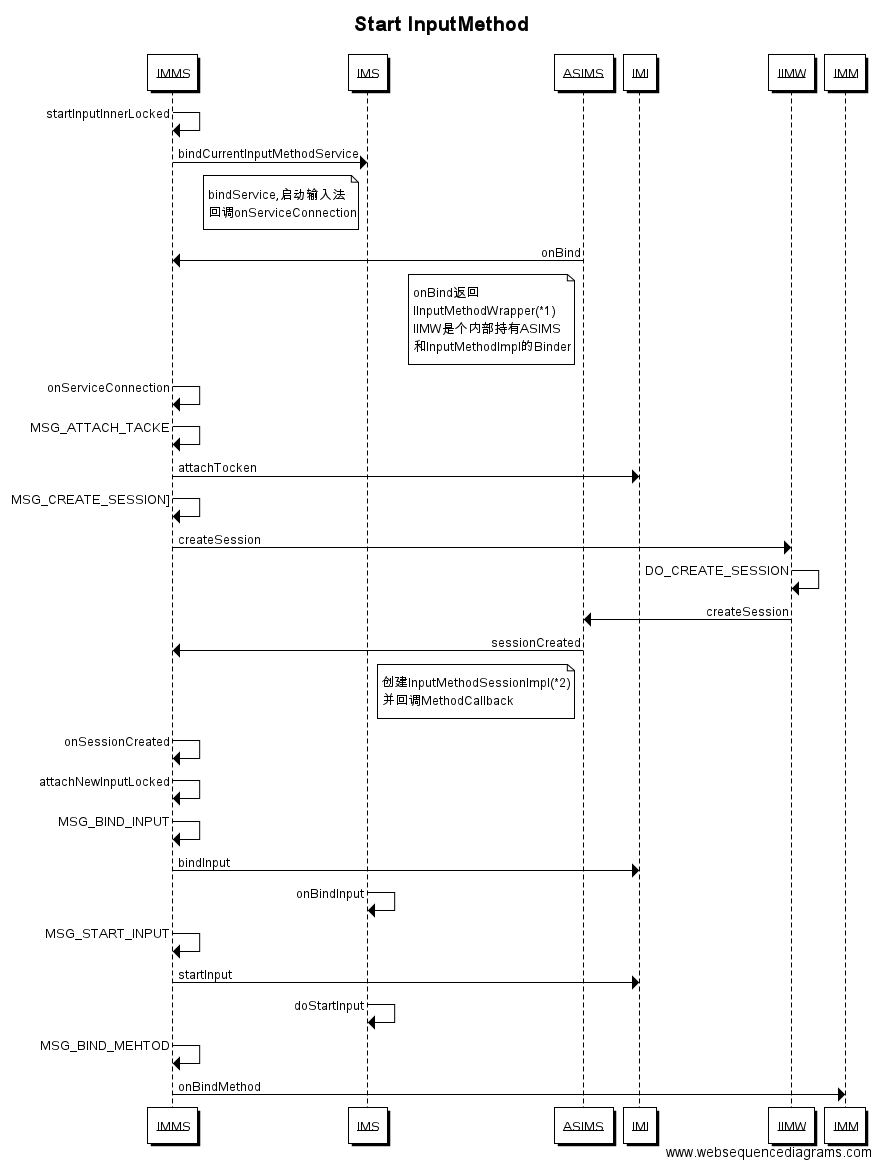 Start InputMethod
IMMS IMS ASIMS IMI IIMW IMM
startInputInnerLocked
bindCurrentInputMethodService
bindService,启动输入法
回调onServiceConnection
onBind
onBind返回
IInputMethodWrapper(*1)
IIMW是个内部持有ASIMS
和InputMethodImpl的Binder
onServiceConnection
MSG_ATTACH_TACKE
attachTocken
MSG_CREATE_SESSION]
createSession
DO_CREATE_SESSION
createSession
sessionCreated
创建InputMethodSessionImpl(*2)
并回调MethodCallback
onSessionCreated
attachNewInputLocked
MSG_BIND_INPUT
bindInput
onBindInput
MSG_START_INPUT
startInput
doStartInput
MSG_BIND_MEHTOD
onBindMethod
IMMS IMS ASIMS IMI IIMW IMM
www.websequencediagrams.com